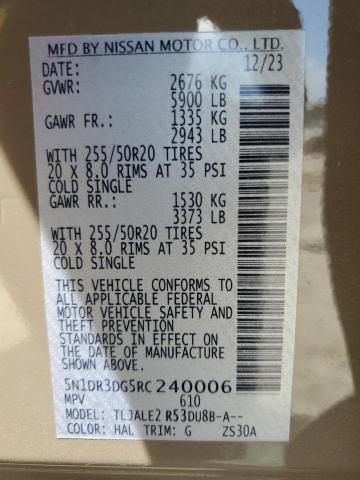 MFD BY NISSAN MOTOR CO., LTD.
DATE: 12/23
GVWR: 2676 KG
5900 LB
GAWR FR.: 1335 KG
2943 LB
WITH 255/50R20 TIRES
20 X 8.0 RIMS AT 35 PSI
COLD SINGLE
GAWR RR.: 1530 KG
3373 LB
WITH 255/50R20 TIRES
20 X 8.0 RIMS AT 35 PSI
COLD SINGLE
THIS VEHICLE CONFORMS TO
ALL APPLICABLE FEDERAL
MOTOR VEHICLE SAFETY AND
THEFT PREVENTION
STANDARDS IN EFFECT ON
THE DATE OF MANUFACTURE
SHOWN ABOVE.
5N1DR3DG5RC240006
MPV 610
MODEL: TLJALE2 R53DU8B-A--
COLOR: HAL TRIM: G ZS30A